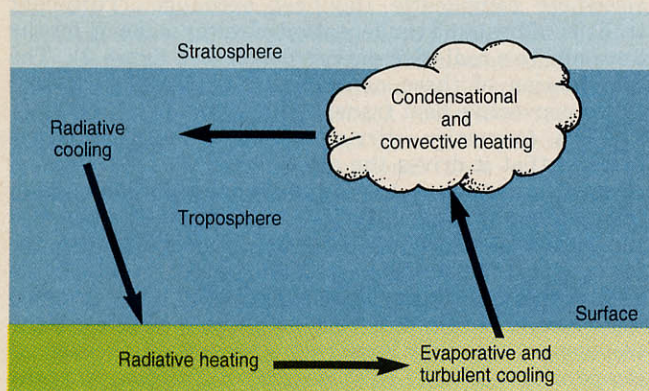 Stratosphere
Condensational
and
convective heating
Radiative
cooling
Troposphere
Surface
Radiative heating
Evaporative and
turbulent cooling